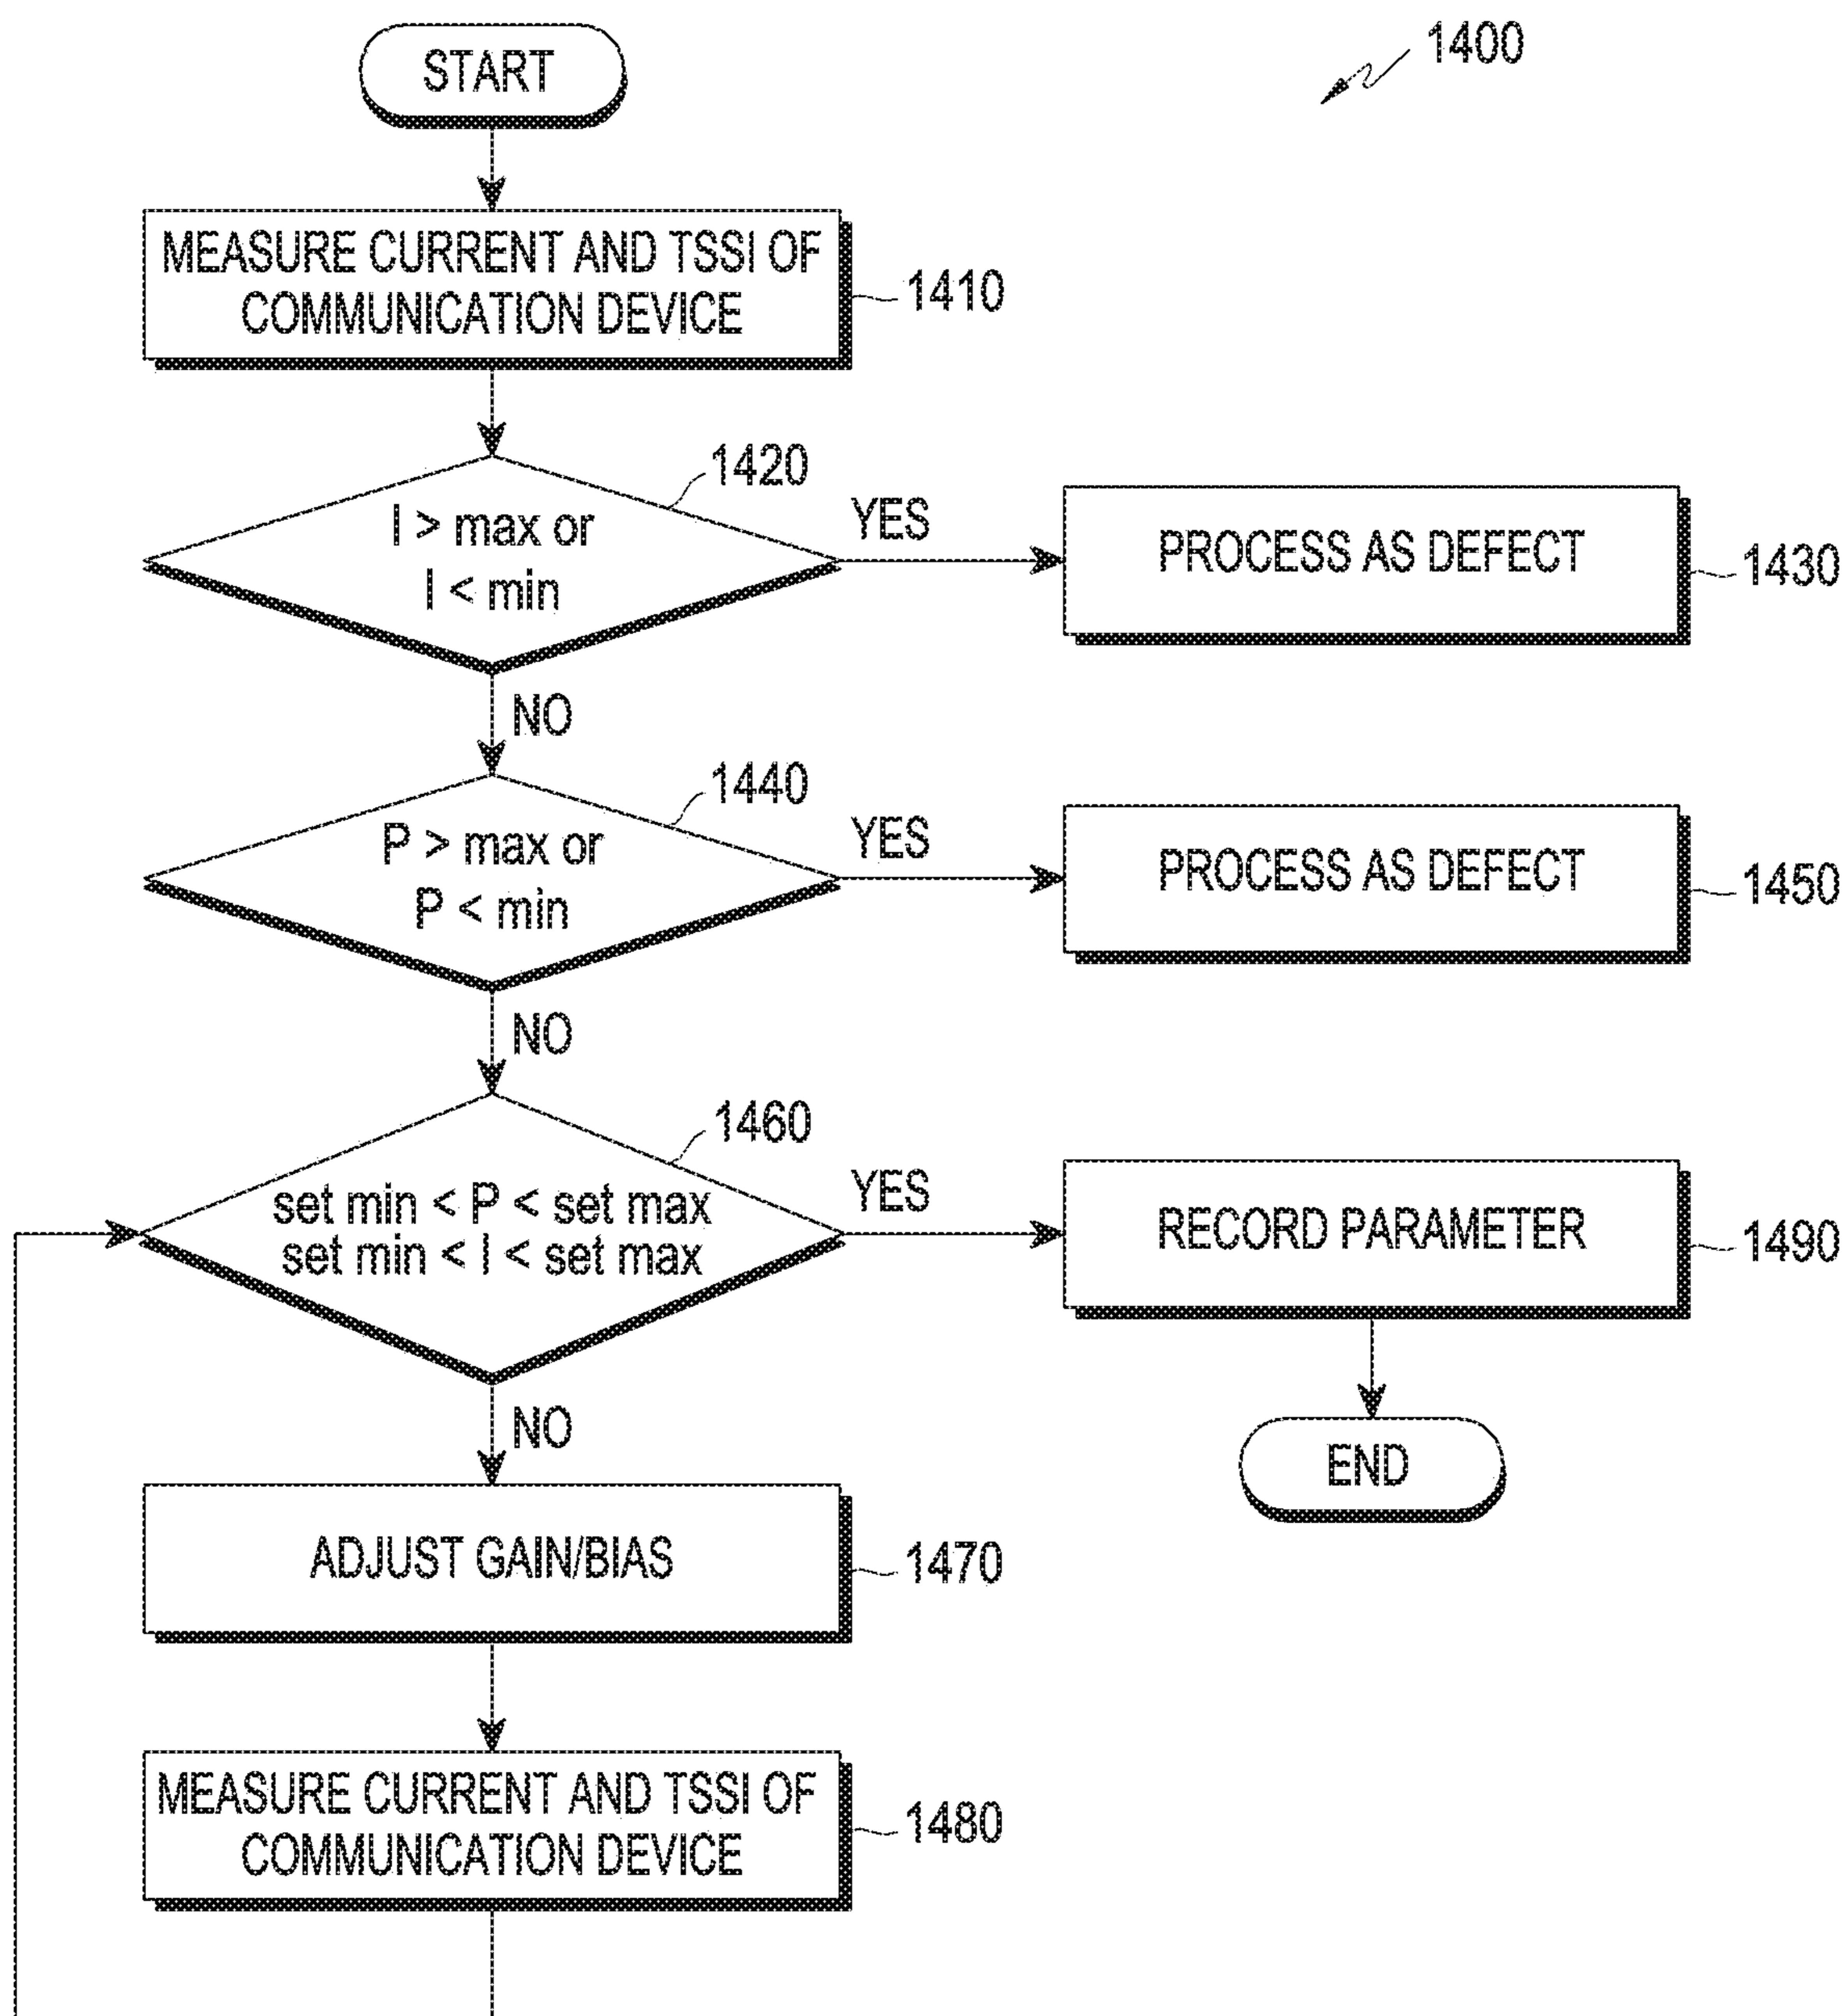 START
1400
MEASURE CURRENT AND TSSI OF
COMMUNICATION DEVICE
1410
1420
I > max or
I < min
YES
PROCESS AS DEFECT
1430
NO
1440
P > max or
P < min
YES
PROCESS AS DEFECT
1450
NO
1460
set min < P < set max
set min < I < set max
YES
RECORD PARAMETER
1490
NO
END
ADJUST GAIN/BIAS
1470
MEASURE CURRENT AND TSSI OF
COMMUNICATION DEVICE
1480